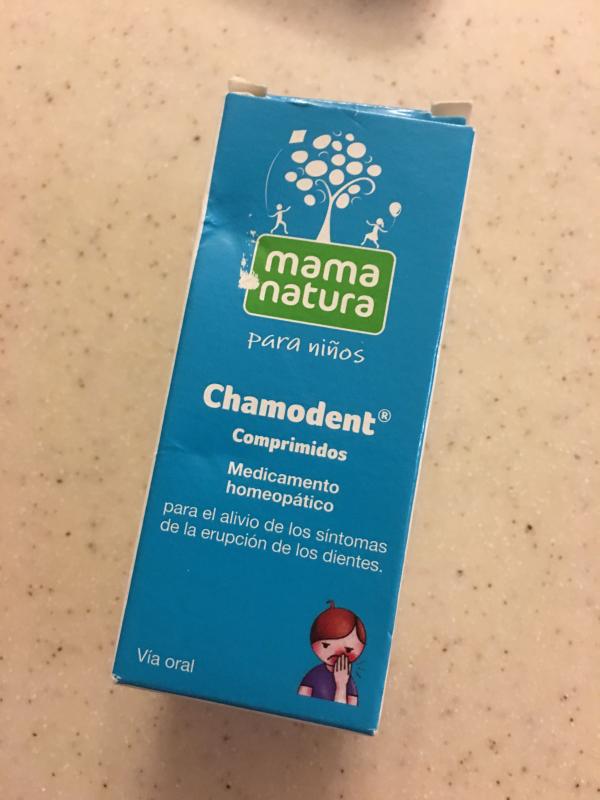 mama
natura
para niños
Chamodent®
Comprimidos
Medicamento
homeopático
para el alivio de los síntomas
de la erupción de los dientes.
Vía oral